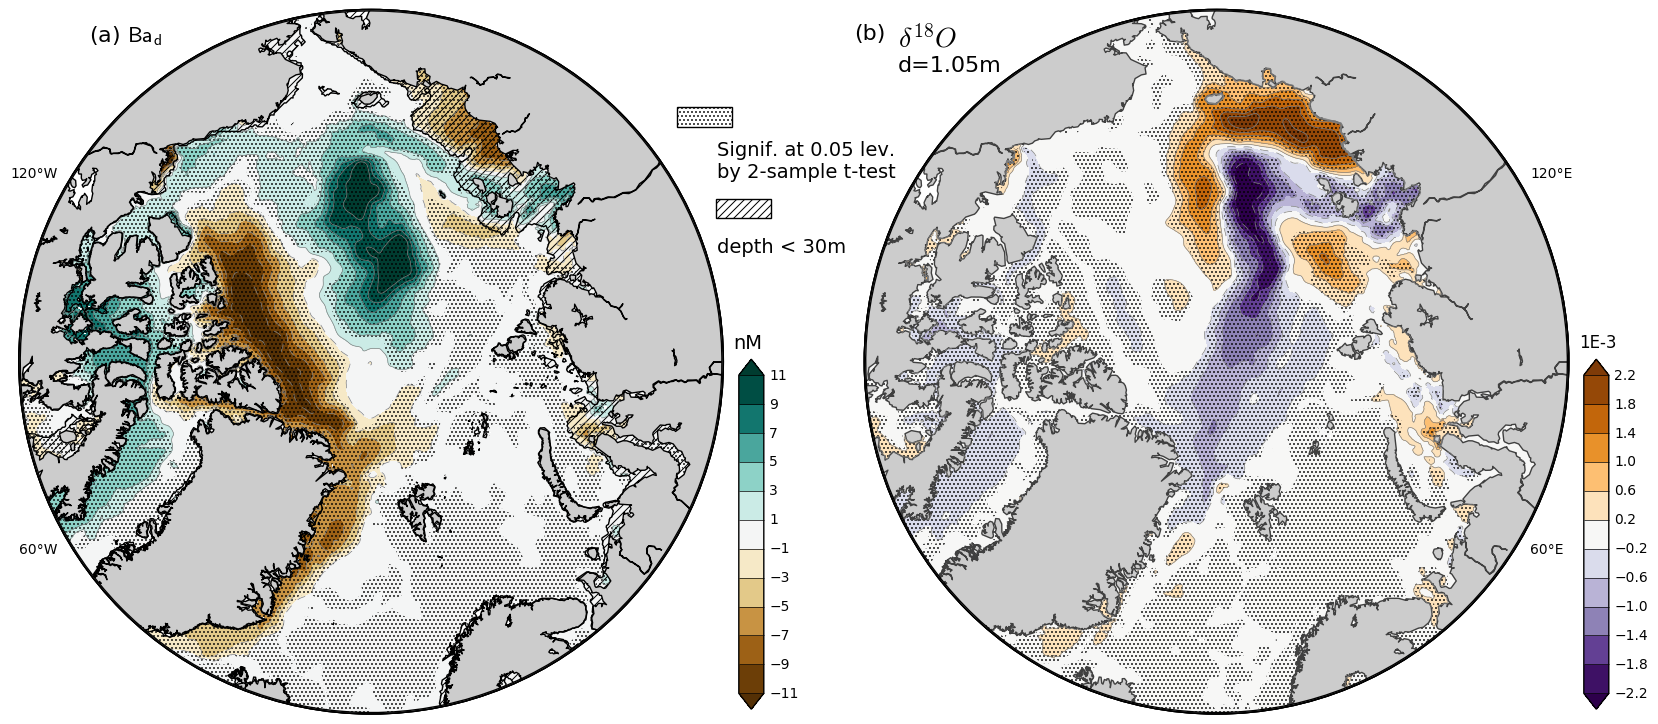 (a) Ba_d
(b) δ^18O
d=1.05m
Signif. at 0.05 lev.
by 2-sample t-test
depth < 30m
120°W
60°W
120°E
60°E
nM
11
9
7
5
3
1
−1
−3
−5
−7
−9
−11
1E-3
2.2
1.8
1.4
1.0
0.6
0.2
−0.2
−0.6
−1.0
−1.4
−1.8
−2.2